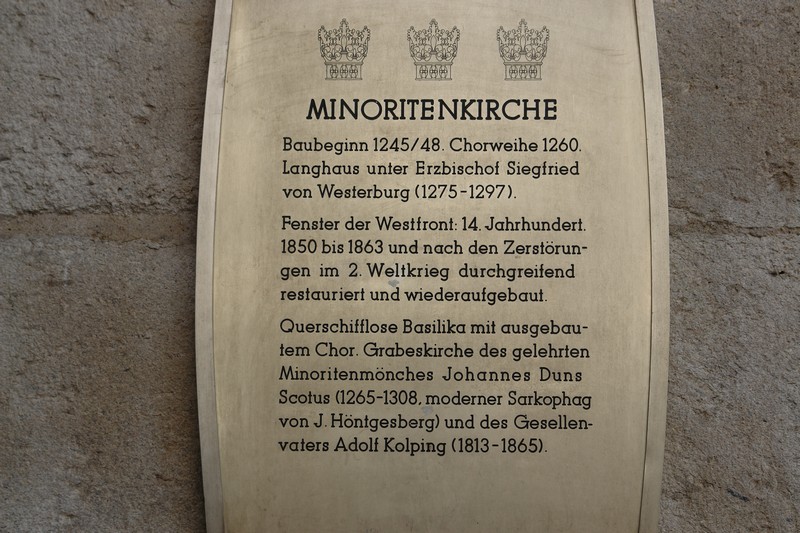 MINORITENKIRCHE
Baubeginn 1245/48. Chorweihe 1260.
Langhaus unter Erzbischof Siegfried
von Westerburg (1275-1297).
Fenster der Westfront: 14. Jahrhundert.
1850 bis 1863 und nach den Zerstörun-
gen im 2. Weltkrieg durchgreifend
restauriert und wiederaufgebaut.
Querschifflose Basilika mit ausgebau-
tem Chor. Grabeskirche des gelehrten
Minoritenmönches Johannes Duns
Scotus (1265-1308, moderner Sarkophag
von J. Höntgesberg) und des Gesellen-
vaters Adolf Kolping (1813-1865).